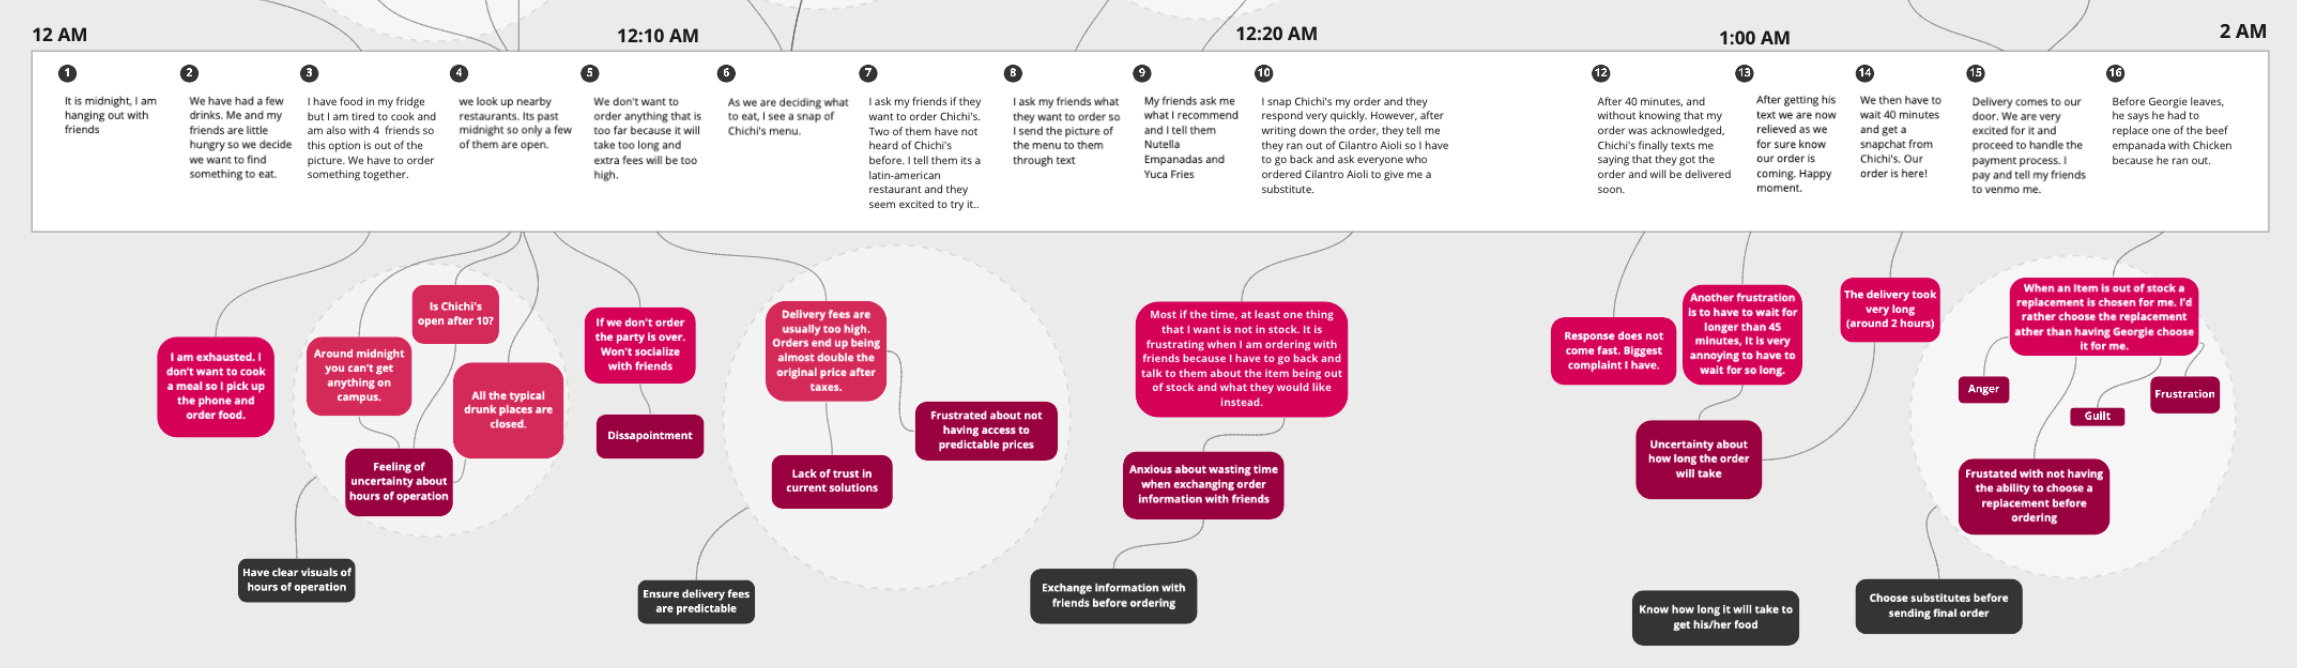 12 AM
12:10 AM
12:20 AM
1:00 AM
2 AM
1
It is midnight, I am
hanging out with
friends
2
We have had a few
drinks. Me and my
friends are little
hungry so we decide
we want to find
something to eat.
3
I have food in my fridge
but I am tired to cook and
am also with 4 friends so
this option is out of the
picture. We have to order
something together.
4
we look up nearby
restaurants. Its past
midnight so only a few
of them are open.
5
We don't want to
order anything that is
too far because it will
take too long and
extra fees will be too
high.
6
As we are deciding what
to eat, I see a snap of
Chichi's menu.
7
I ask my friends if they
want to order Chichi's.
Two of them have not
heard of Chichi's
before. I tell them its a
latin-american
restaurant and they
seem excited to try it..
8
I ask my friends what
they want to order so
I send the picture of
the menu to them
through text
9
My friends ask me
what I recommend
and I tell them
Nutella
Empanadas and
Yuca Fries
10
I snap Chichi's my order and they
respond very quickly. However, after
writing down the order, they tell me
they ran out of Cilantro Aioli so I have
to go back and ask everyone who
ordered Cilantro Aioli to give me a
substitute.
12
After 40 minutes, and
without knowing that my
order was acknowledged,
Chichi's finally texts me
saying that they got the
order and will be delivered
soon.
13
After getting his
text we are now
relieved as we
for sure know
our order is
coming. Happy
moment.
14
We then have to
wait 40 minutes
and get a
snapchat from
Chichi's. Our
order is here!
15
Delivery comes to our
door. We are very
excited for it and
proceed to handle the
payment process. I
pay and tell my friends
to venmo me.
16
Before Georgie leaves,
he says he had to
replace one of the beef
empanada with Chicken
because he ran out.
I am exhausted. I
don't want to cook
a meal so I pick up
the phone and
order food.
Around midnight
you can't get
anything on
campus.
Is Chichi's
open after 10?
All the typical
drunk places are
closed.
Feeling of
uncertainty about
hours of operation
Have clear visuals of
hours of operation
If we don't order
the party is over.
Won't socialize
with friends
Dissapointment
Delivery fees are
usually too high.
Orders end up being
almost double the
original price after
taxes.
Frustrated about not
having access to
predictable prices
Lack of trust in
current solutions
Ensure delivery fees
are predictable
Most if the time, at least one thing
that I want is not in stock. It is
frustrating when I am ordering with
friends because I have to go back and
talk to them about the item being out
of stock and what they would like
instead.
Anxious about wasting time
when exchanging order
information with friends
Exchange information with
friends before ordering
Response does not
come fast. Biggest
complaint I have.
Another frustration
is to have to wait for
longer than 45
minutes, It is very
annoying to have to
wait for so long.
The delivery took
very long
(around 2 hours)
Uncertainty about
how long the order
will take
Know how long it will take to
get his/her food
When an Item is out of stock a
replacement is chosen for me. I'd
rather choose the replacement
ather than having Georgie choose
it for me.
Anger
Guilt
Frustration
Frustated with not having
the ability to choose a
replacement before
ordering
Choose substitutes before
sending final order